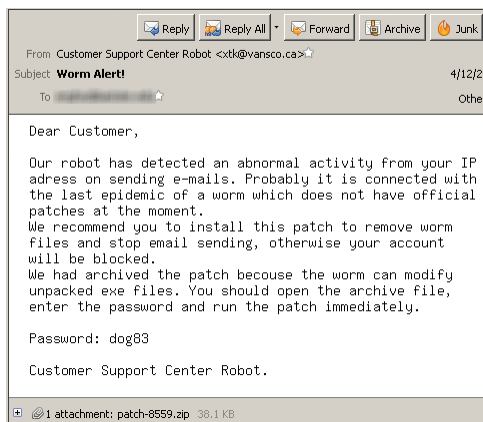 Reply Reply All Forward Archive Junk
From Customer Support Center Robot <xtk@vansco.ca>
Subject Worm Alert! 4/12/2
To Othe
Dear Customer,
Our robot has detected an abnormal activity from your IP
adress on sending e-mails. Probably it is connected with
the last epidemic of a worm which does not have official
patches at the moment.
We recommend you to install this patch to remove worm
files and stop email sending, otherwise your account
will be blocked.
We had archived the patch becouse the worm can modify
unpacked exe files. You should open the archive file,
enter the password and run the patch immediately.
Password: dog83
Customer Support Center Robot.
1 attachment: patch-8559.zip 38.1 KB